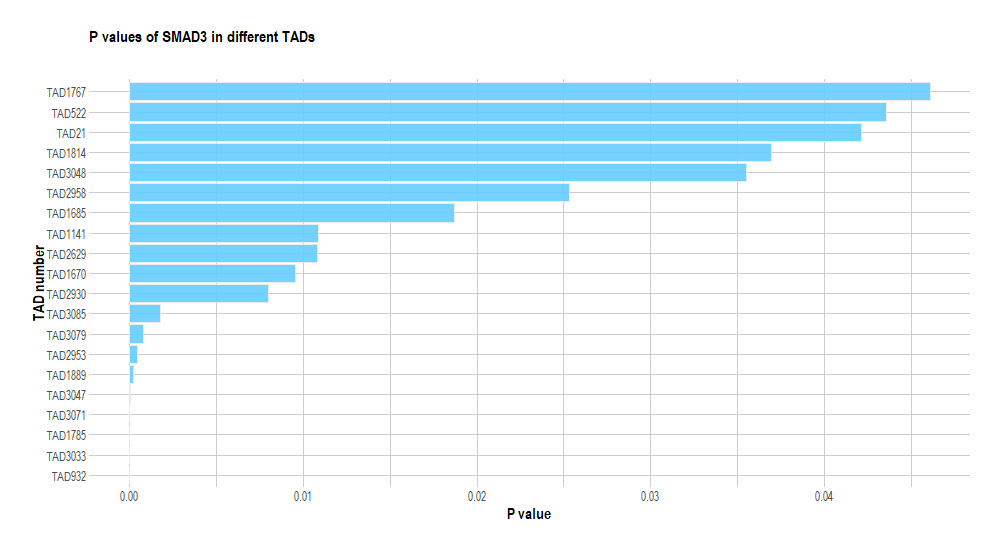 P values of SMAD3 in different TADs
TAD number
TAD1767
TAD522
TAD21
TAD1814
TAD3048
TAD2958
TAD1685
TAD1141
TAD2629
TAD1670
TAD2930
TAD3085
TAD3079
TAD2953
TAD1889
TAD3047
TAD3071
TAD1785
TAD3033
TAD932
0.00 0.01 0.02 0.03 0.04
P value